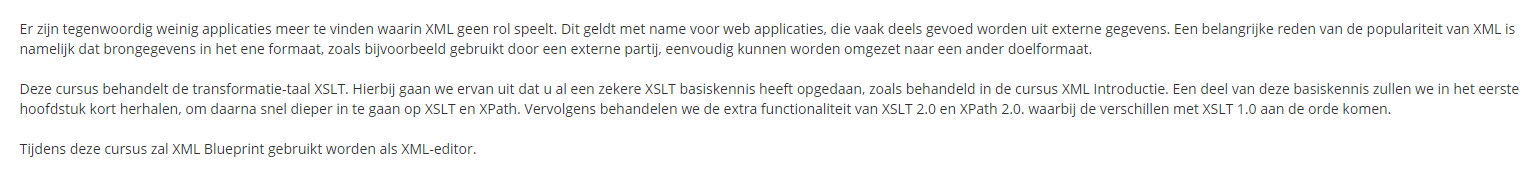 Er zijn tegenwoordig weinig applicaties meer te vinden waarin XML geen rol speelt. Dit geldt met name voor web applicaties, die vaak deels gevoed worden uit externe gegevens. Een belangrijke reden van de populariteit van XML is
namelijk dat brongegevens in het ene formaat, zoals bijvoorbeeld gebruikt door een externe partij, eenvoudig kunnen worden omgezet naar een ander doelformaat.
Deze cursus behandelt de transformatie-taal XSLT. Hierbij gaan we ervan uit dat u al een zekere XSLT basiskennis heeft opgedaan, zoals behandeld in de cursus XML Introductie. Een deel van deze basiskennis zullen we in het eerste
hoofdstuk kort herhalen, om daarna snel dieper in te gaan op XSLT en XPath. Vervolgens behandelen we de extra functionaliteit van XSLT 2.0 en XPath 2.0. waarbij de verschillen met XSLT 1.0 aan de orde komen.
Tijdens deze cursus zal XML Blueprint gebruikt worden als XML-editor.